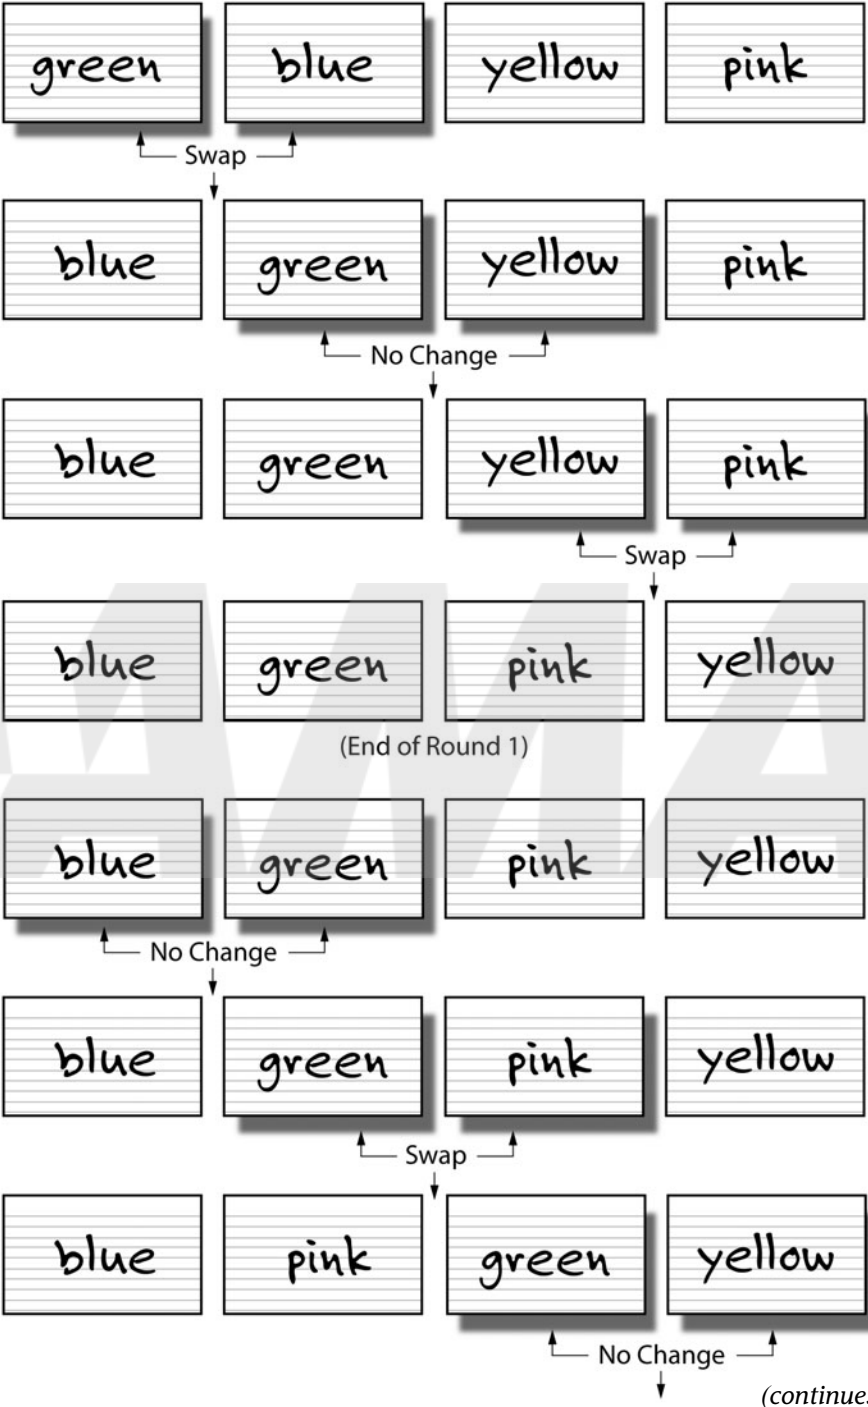 green blue yellow pink
Swap
blue green yellow pink
No Change
blue green yellow pink
Swap
blue green pink yellow
(End of Round 1)
blue green pink yellow
No Change
blue green pink yellow
Swap
blue pink green yellow
No Change
(continue
AMA